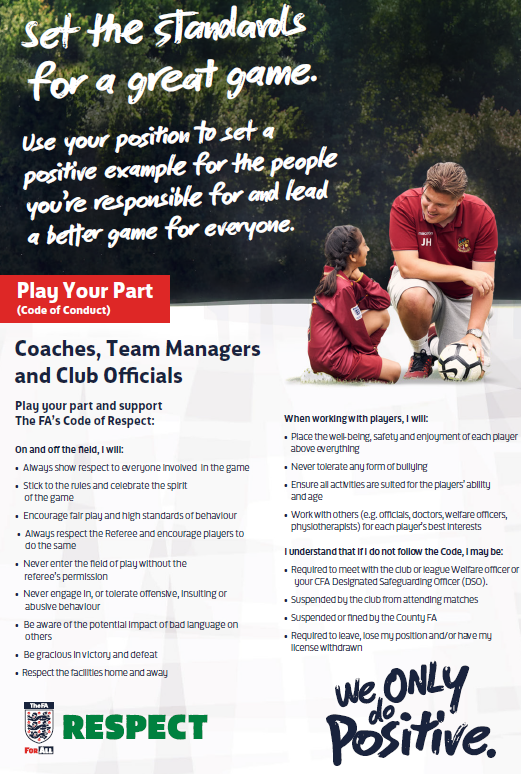 Set the standards
for a great game.
Use your position to set a
positive example for the people
you're responsible for and lead
a better game for everyone.
JH
Play Your Part
(Code of Conduct)
Coaches, Team Managers
and Club Officials
Play your part and support
The FA's Code of Respect:
On and off the field, I will:
• Always show respect to everyone involved in the game
• Stick to the rules and celebrate the spirit
of the game
• Encourage fair play and high standards of behaviour
• Always respect the Referee and encourage players to
do the same
• Never enter the field of play without the
referee's permission
• Never engage in, or tolerate offensive, insulting or
abusive behaviour
• Be aware of the potential impact of bad language on
others
• Be gracious in victory and defeat
• Respect the facilities home and away
When working with players, I will:
• Place the well-being, safety and enjoyment of each player
above everything
• Never tolerate any form of bullying
• Ensure all activities are suited for the players' ability
and age
• Work with others (e.g. officials, doctors, welfare officers,
physiotherapists) for each player's best interests
I understand that if I do not follow the Code, I may be:
• Required to meet with the club or league Welfare officer or
your CFA Designated Safeguarding Officer (DSO).
• Suspended by the club from attending matches
• Suspended or fined by the County FA
• Required to leave, lose my position and/or have my
license withdrawn
The FA
FOR ALL
RESPECT
We ONLY
do
Positive.